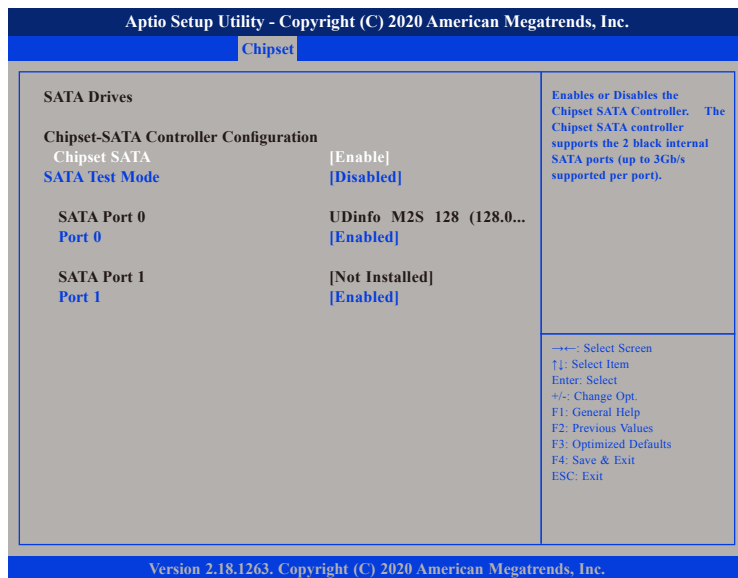 Aptio Setup Utility - Copyright (C) 2020 American Megatrends, Inc.
Chipset
SATA Drives
Chipset-SATA Controller Configuration
Chipset SATA [Enable]
SATA Test Mode [Disabled]
SATA Port 0 UDinfo M2S 128 (128.0...
Port 0 [Enabled]
SATA Port 1 [Not Installed]
Port 1 [Enabled]
Enables or Disables the
Chipset SATA Controller. The
Chipset SATA controller
supports the 2 black internal
SATA ports (up to 3Gb/s
supported per port).
→←: Select Screen
↑↓: Select Item
Enter: Select
+/-: Change Opt.
F1: General Help
F2: Previous Values
F3: Optimized Defaults
F4: Save & Exit
ESC: Exit
Version 2.18.1263. Copyright (C) 2020 American Megatrends, Inc.